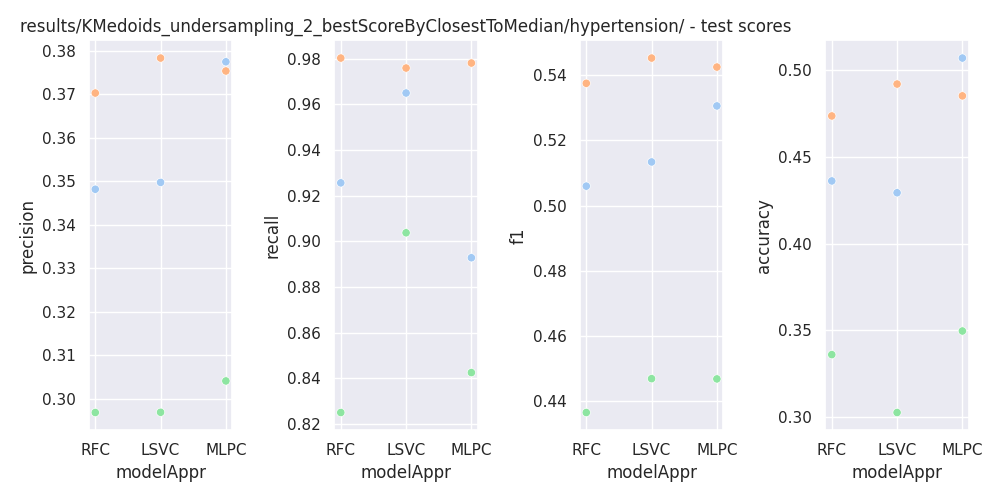 results/KMedoids_undersampling_2_bestScoreByClosestToMedian/hypertension/ - test scores
precision
0.38
0.37
0.36
0.35
0.34
0.33
0.32
0.31
0.30
RFC LSVC MLPC
modelAppr
recall
0.98
0.96
0.94
0.92
0.90
0.88
0.86
0.84
0.82
RFC LSVC MLPC
modelAppr
f1
0.54
0.52
0.50
0.48
0.46
0.44
RFC LSVC MLPC
modelAppr
accuracy
0.50
0.45
0.40
0.35
0.30
RFC LSVC MLPC
modelAppr